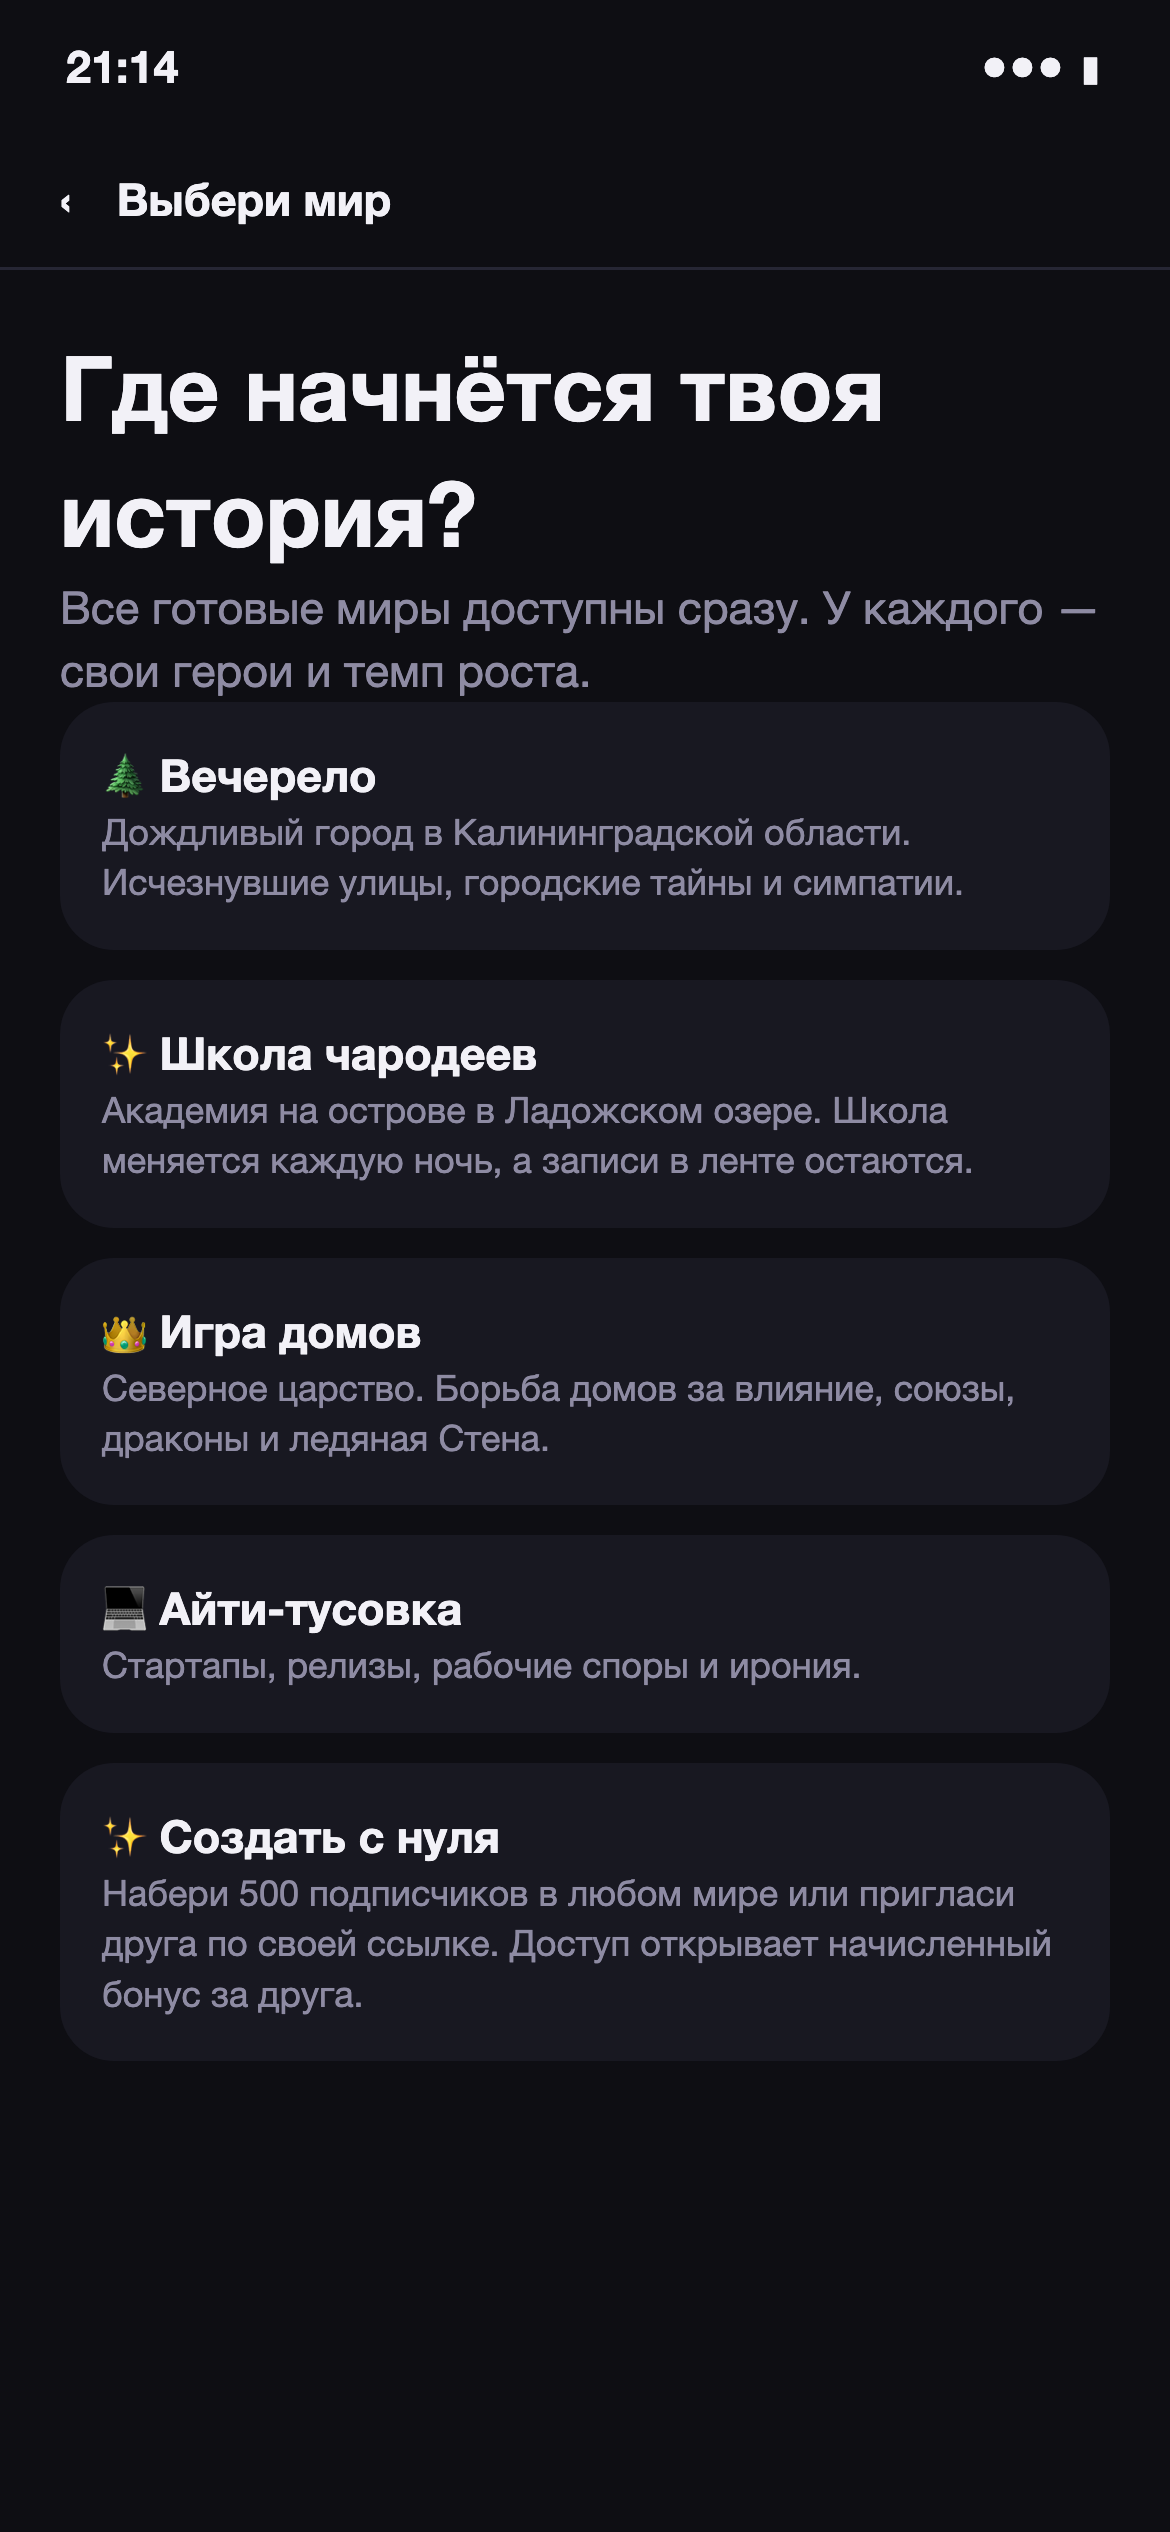 21:14
‹ Выбери мир
Где начнётся твоя
история?
Все готовые миры доступны сразу. У каждого —
свои герои и темп роста.
🌲 Вечерело
Дождливый город в Калининградской области.
Исчезнувшие улицы, городские тайны и симпатии.
✨ Школа чародеев
Академия на острове в Ладожском озере. Школа
меняется каждую ночь, а записи в ленте остаются.
👑 Игра домов
Северное царство. Борьба домов за влияние, союзы,
драконы и ледяная Стена.
💻 Айти-тусовка
Стартапы, релизы, рабочие споры и ирония.
✨ Создать с нуля
Набери 500 подписчиков в любом мире или пригласи
друга по своей ссылке. Доступ открывает начисленный
бонус за друга.